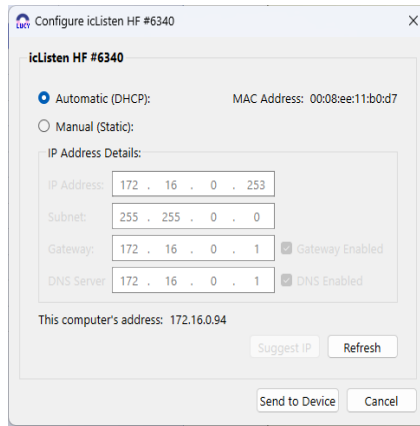 LUCY
Configure icListen HF #6340
icListen HF #6340
Automatic (DHCP): MAC Address: 00:08:ee:11:b0:d7
Manual (Static):
IP Address Details:
IP Address: 172 . 16 . 0 . 253
Subnet: 255 . 255 . 0 . 0
Gateway: 172 . 16 . 0 . 1 Gateway Enabled
DNS Server 172 . 16 . 0 . 1 DNS Enabled
This computer's address: 172.16.0.94
Suggest IP Refresh
Send to Device Cancel